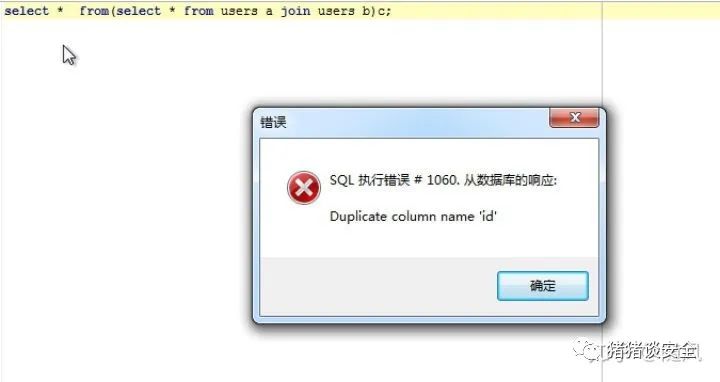 select *  from(select * from users a join users b)c;
错误
SQL 执行错误 # 1060. 从数据库的响应:
Duplicate column name 'id'
确定
猪猪谈安全